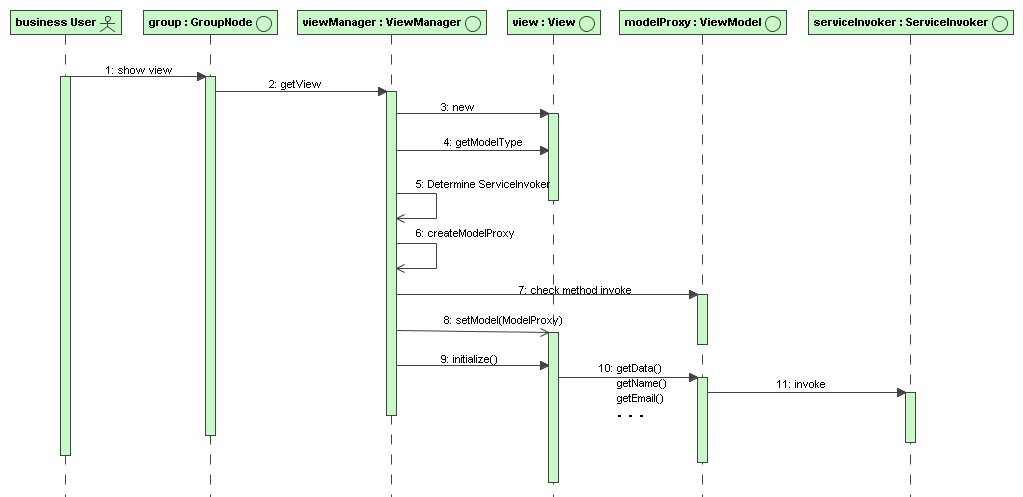 business User
group : GroupNode
viewManager : ViewManager
view : View
modelProxy : ViewModel
serviceInvoker : ServiceInvoker
1: show view
2: getView
3: new
4: getModelType
5: Determine ServiceInvoker
6: createModelProxy
7: check method invoke
8: setModel(ModelProxy)
9: initialize()
10: getData()
getName()
getEmail()
. . .
11: invoke